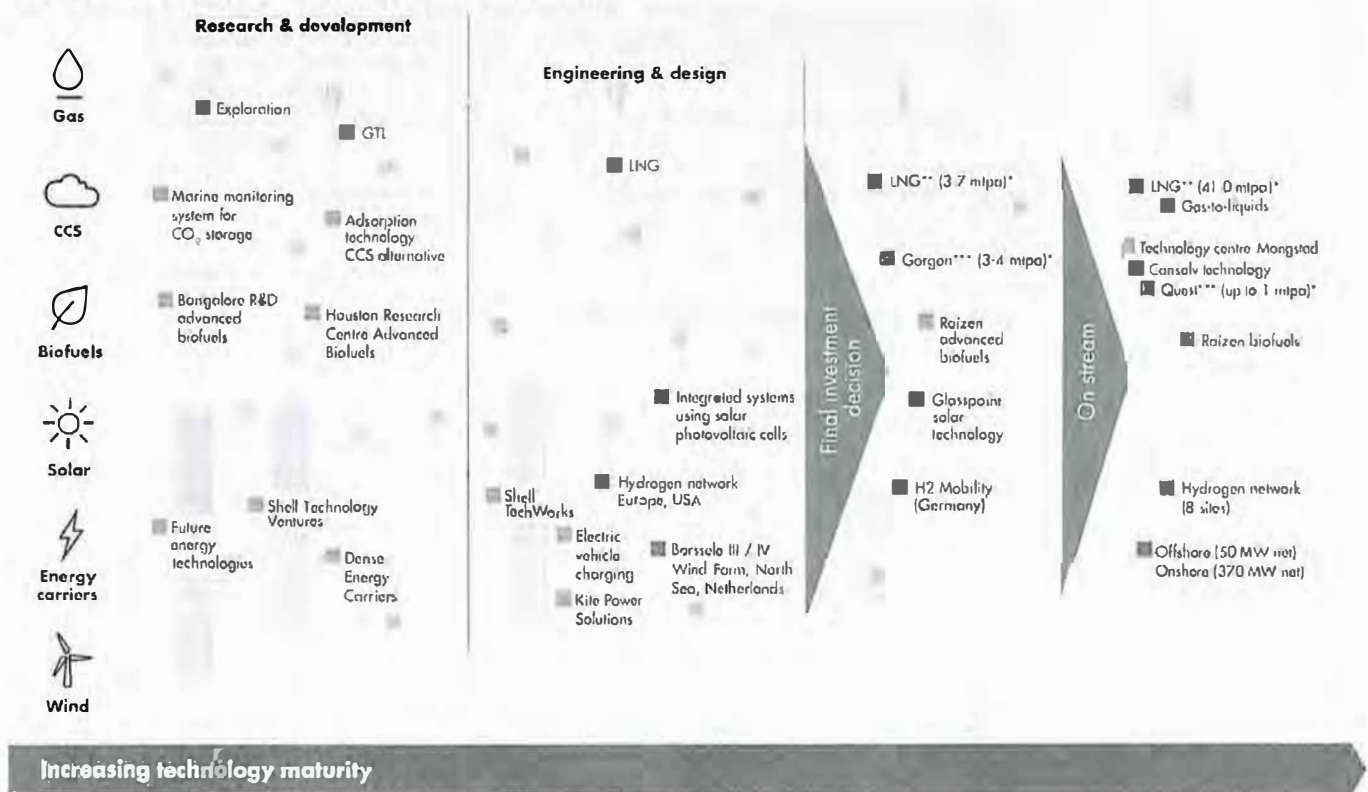 Research & development
Engineering & design
Gas
Exploration
GTL
LNG
LNG** (3.7 mtpa)*
LNG** (41.0 mtpa)*
Gas-to-liquids
CCS
Marine monitoring
system for
CO₂ storage
Adsorption
technology
CCS alternative
Gorgon*** (3-4 mtpa)*
Technology centre Mongstad
Cansolv technology
Quest*** (up to 1 mtpa)*
Biofuels
Bangalore R&D
advanced
biofuels
Houston Research
Centre Advanced
Biofuels
Raizen
advanced
biofuels
Raizen biofuels
Final investment
decision
On stream
Solar
Integrated systems
using solar
photovoltaic cells
Glasspoint
solar
technology
Energy
carriers
Future
energy
technologies
Shell Technology
Ventures
Dense
Energy
Carriers
Shell
TechWorks
Hydrogen network
Europe, USA
Electric
vehicle
charging
H2 Mobility
(Germany)
Hydrogen network
(8 sites)
Wind
Kite Power
Solutions
Borssele III / IV
Wind Farm, North
Sea, Netherlands
Offshore (50 MW net)
Onshore (370 MW net)
Increasing technology maturity